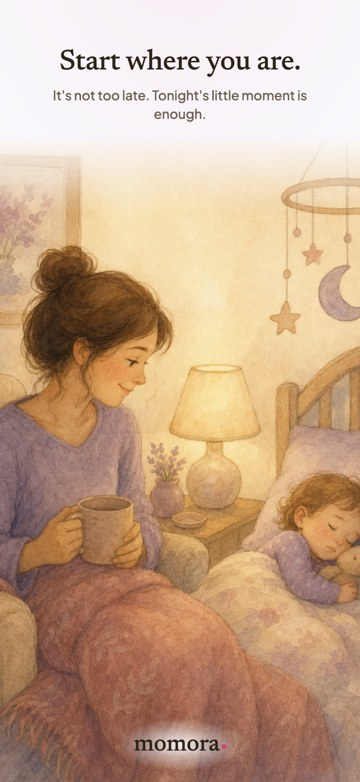 Start where you are.
It's not too late. Tonight's little moment is
enough.
momora.